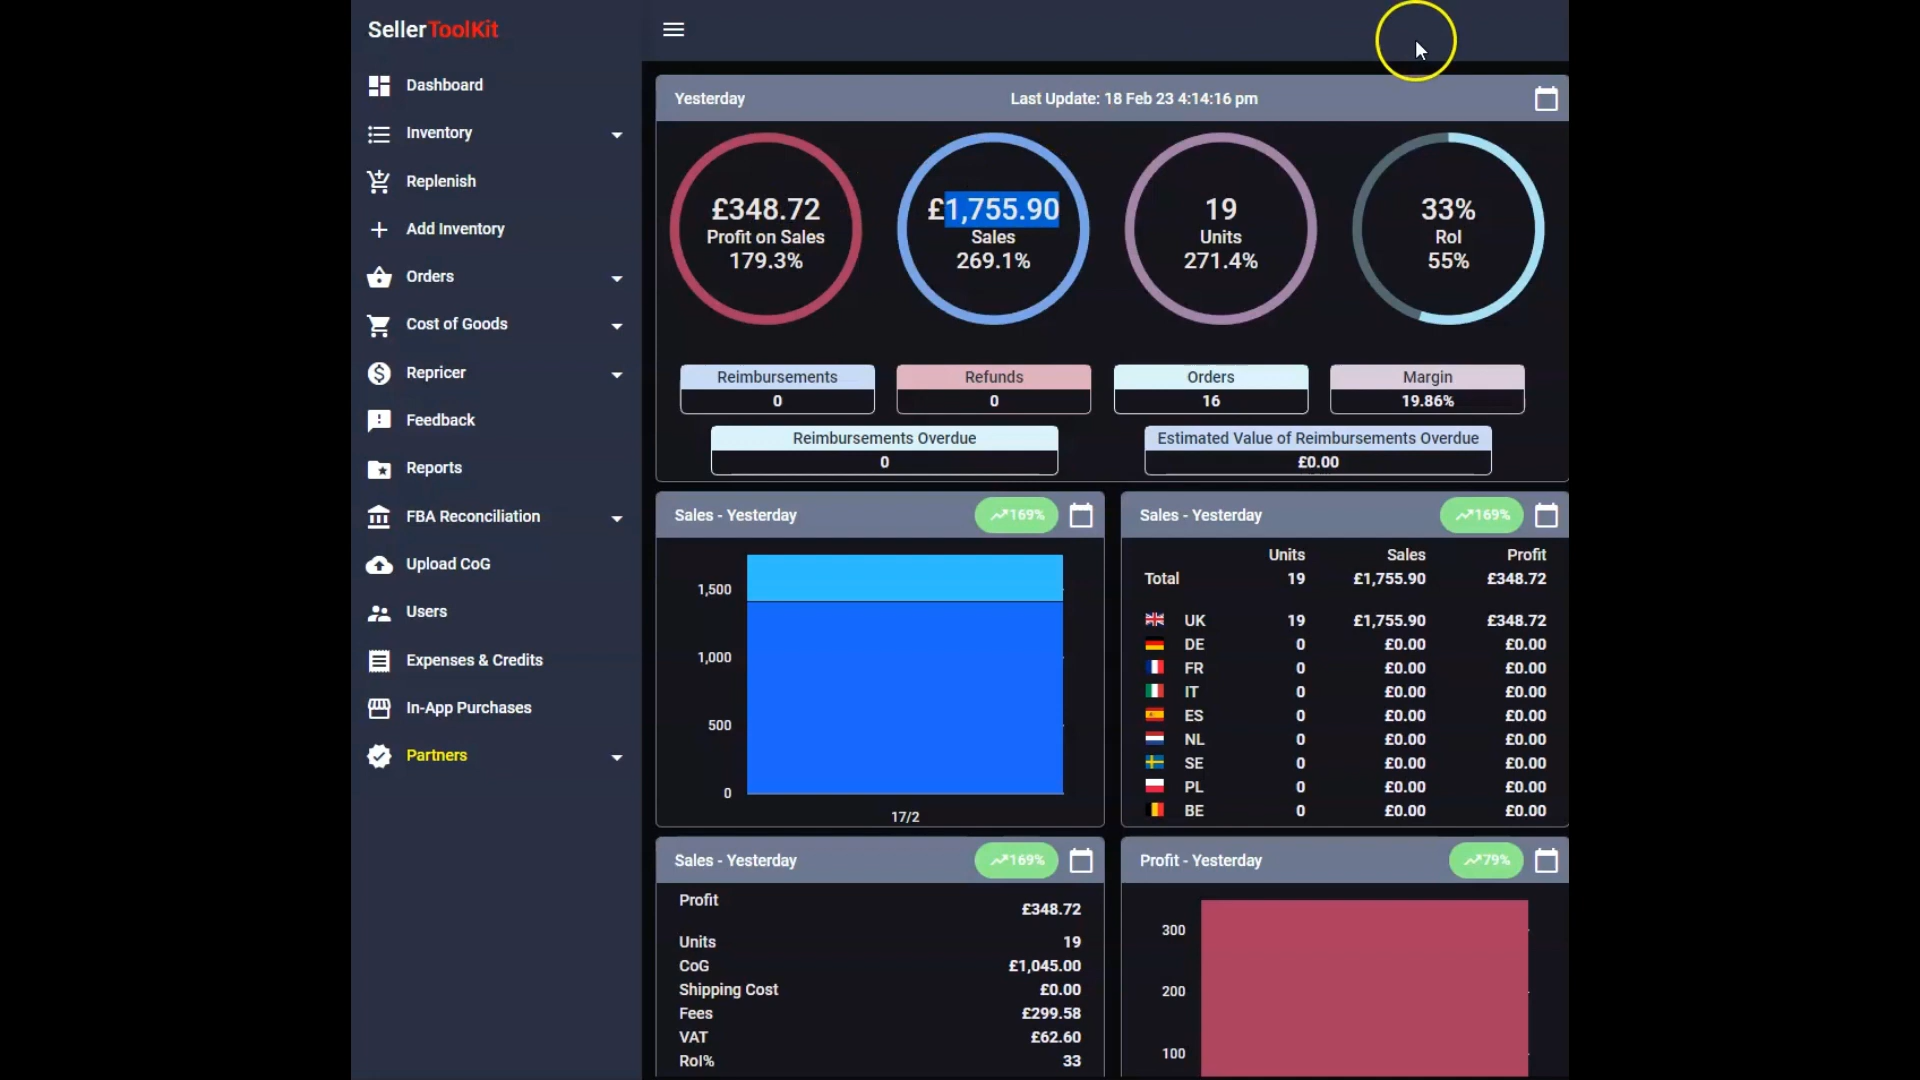 SellerToolKit
Dashboard
Inventory
Replenish
Add Inventory
Orders
Cost of Goods
Repricer
Feedback
Reports
FBA Reconciliation
Upload CoG
Users
Expenses & Credits
In-App Purchases
Partners
Yesterday
Last Update: 18 Feb 23 4:14:16 pm
£348.72
Profit on Sales
179.3%
£1,755.90
Sales
269.1%
19
Units
271.4%
33%
RoI
55%
Reimbursements
0
Refunds
0
Orders
16
Margin
19.86%
Reimbursements Overdue
0
Estimated Value of Reimbursements Overdue
£0.00
Sales - Yesterday
169%
1,500
1,000
500
0
17/2
Sales - Yesterday
169%
Units Sales Profit
Total 19 £1,755.90 £348.72
UK 19 £1,755.90 £348.72
DE 0 £0.00 £0.00
FR 0 £0.00 £0.00
IT 0 £0.00 £0.00
ES 0 £0.00 £0.00
NL 0 £0.00 £0.00
SE 0 £0.00 £0.00
PL 0 £0.00 £0.00
BE 0 £0.00 £0.00
Sales - Yesterday
169%
Profit £348.72
Units 19
CoG £1,045.00
Shipping Cost £0.00
Fees £299.58
VAT £62.60
RoI% 33
Profit - Yesterday
79%
300
200
100